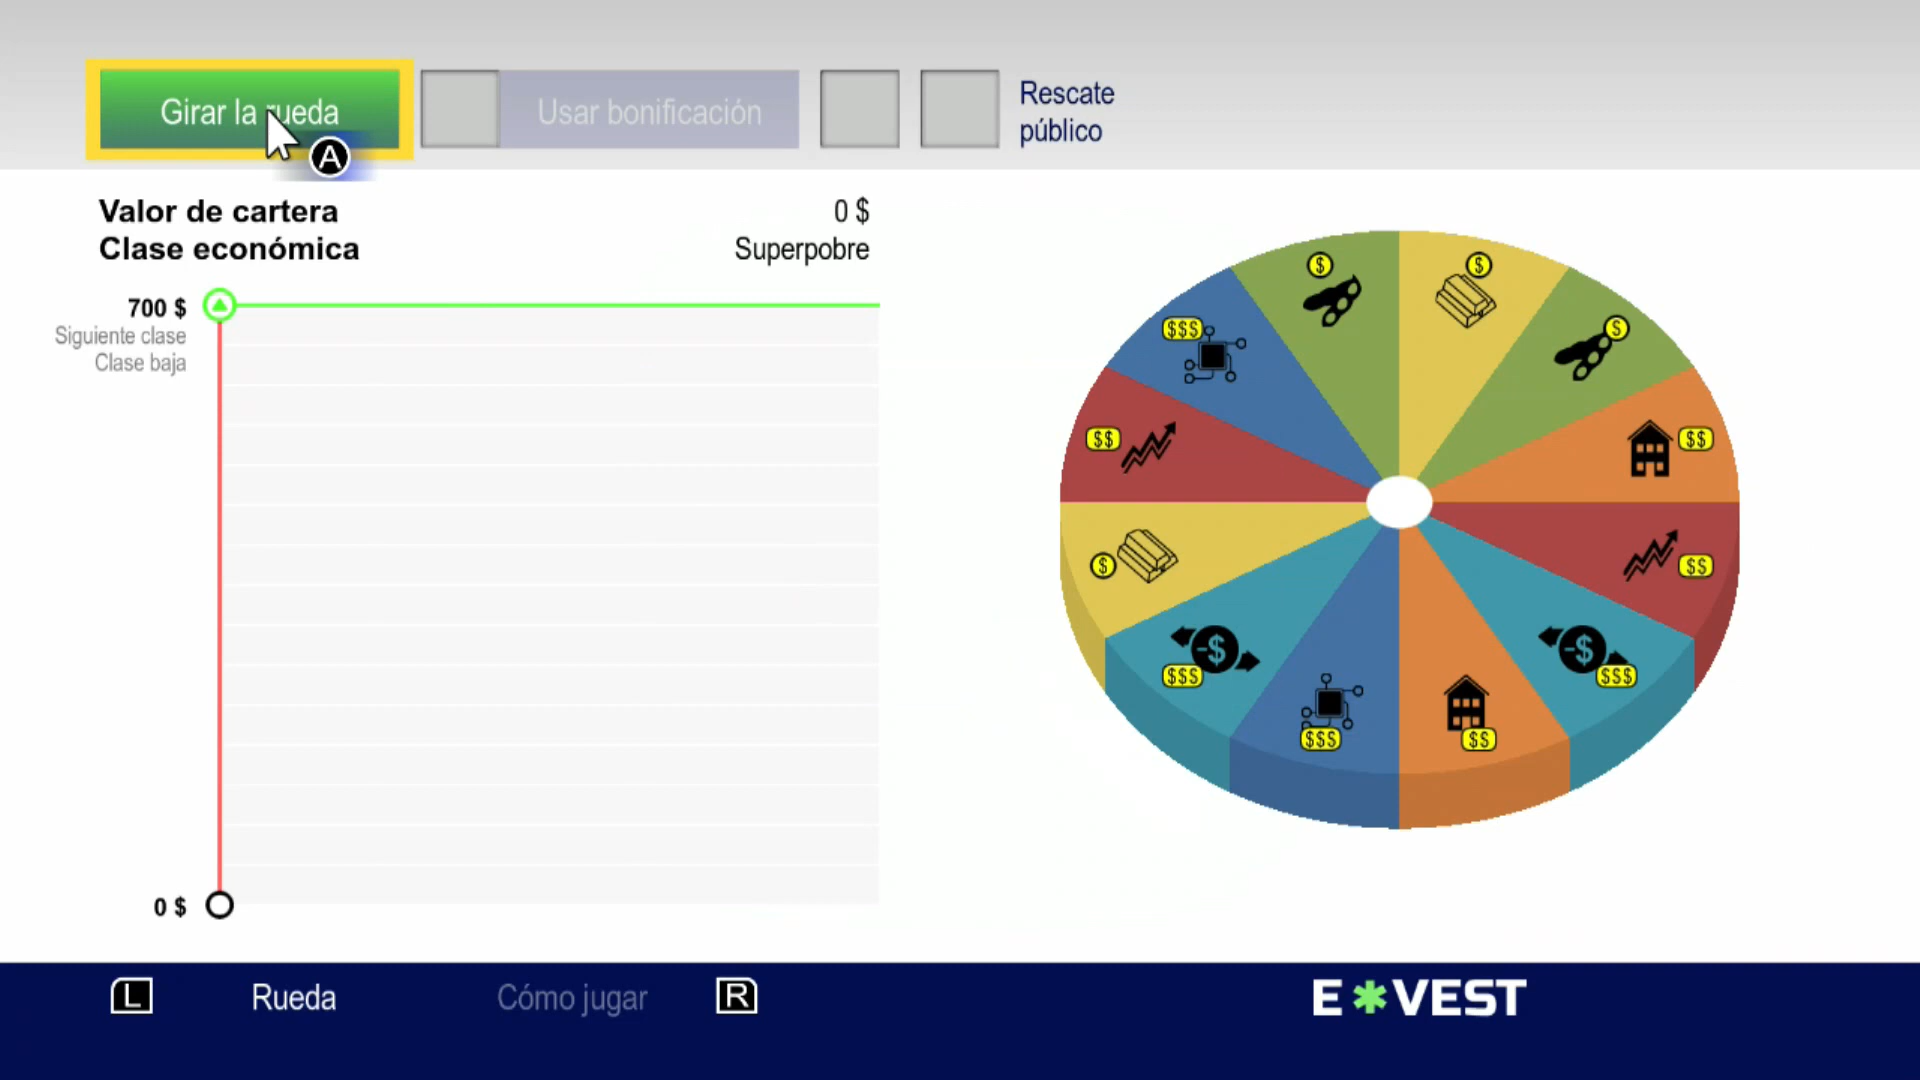 Girar la rueda
Usar bonificación
Rescate
público
A
Valor de cartera
0 $
Clase económica
Superpobre
700 $
Siguiente clase
Clase baja
0 $
$
$
$$$
$
$$
$$
$
$$
-$
$$$
-$
$$$
$$$
$$
L
Rueda
Cómo jugar
R
E*VEST